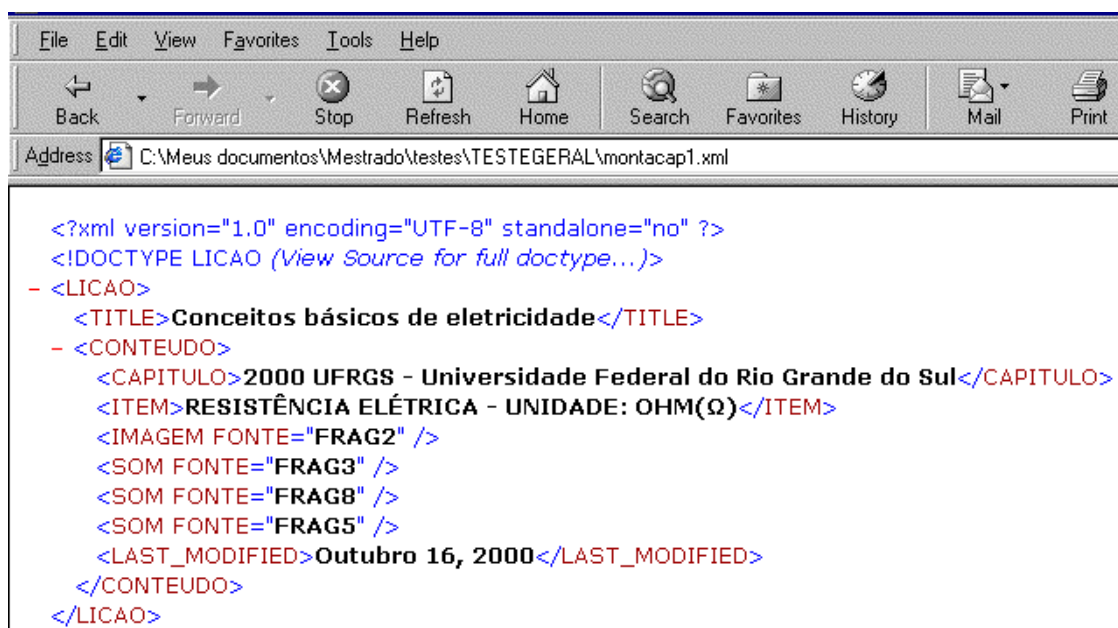 File Edit View Favorites Tools Help
Back Forward Stop Refresh Home Search Favorites History Mail Print
Address C:\Meus documentos\Mestrado\testes\TESTEGERAL\montacap1.xml
<?xml version="1.0" encoding="UTF-8" standalone="no" ?>
<!DOCTYPE LICAO (View Source for full doctype...)>
- <LICAO>
<TITLE>Conceitos básicos de eletricidade</TITLE>
- <CONTEUDO>
<CAPITULO>2000 UFRGS - Universidade Federal do Rio Grande do Sul</CAPITULO>
<ITEM>RESISTÊNCIA ELÉTRICA - UNIDADE: OHM(Ω)</ITEM>
<IMAGEM FONTE="FRAG2" />
<SOM FONTE="FRAG3" />
<SOM FONTE="FRAG8" />
<SOM FONTE="FRAG5" />
<LAST_MODIFIED>Outubro 16, 2000</LAST_MODIFIED>
</CONTEUDO>
</LICAO>